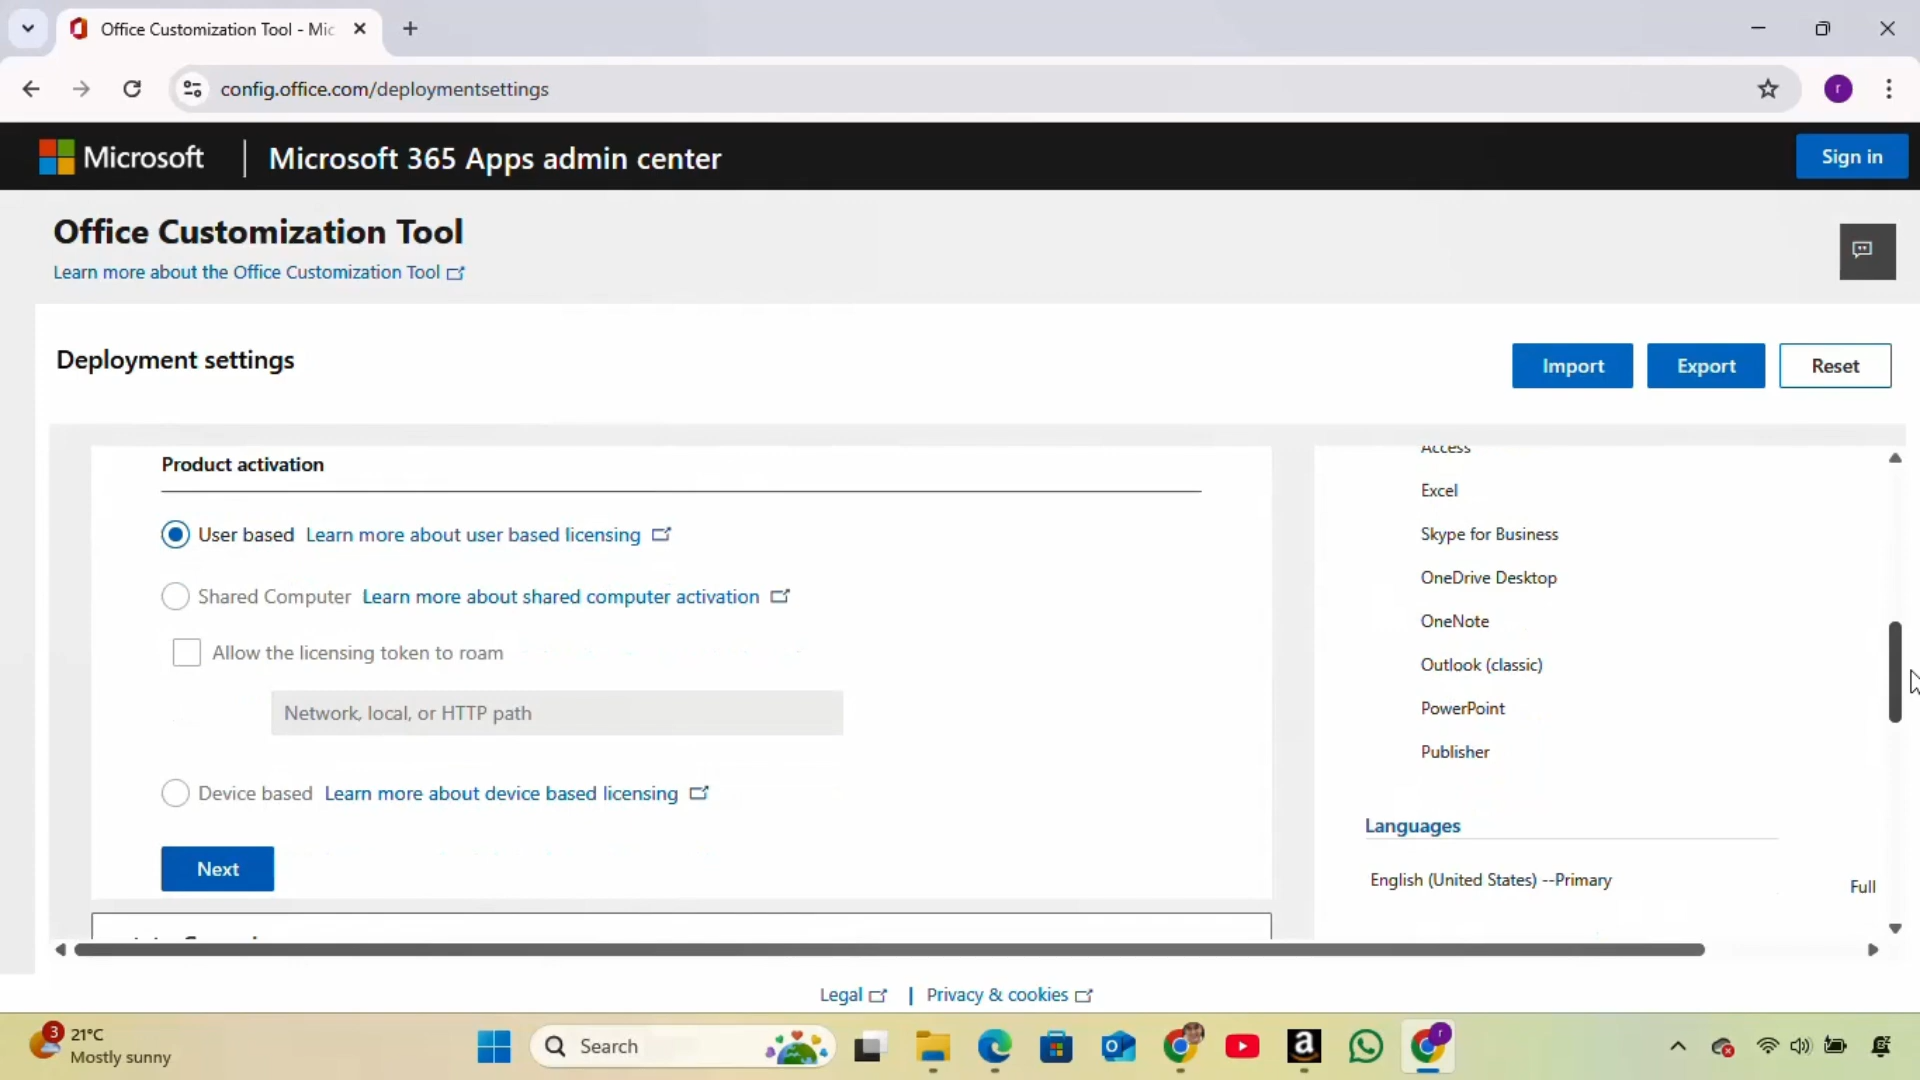 Office Customization Tool - Mic
config.office.com/deploymentsettings
r
Microsoft
Microsoft 365 Apps admin center
Sign in
Office Customization Tool
Learn more about the Office Customization Tool
Deployment settings
Import
Export
Reset
Product activation
User based Learn more about user based licensing
Shared Computer Learn more about shared computer activation
Allow the licensing token to roam
Network, local, or HTTP path
Device based Learn more about device based licensing
Next
Access
Excel
Skype for Business
OneDrive Desktop
OneNote
Outlook (classic)
PowerPoint
Publisher
Languages
English (United States) --Primary
Full
Legal | Privacy & cookies
3
21°C
Mostly sunny
Search